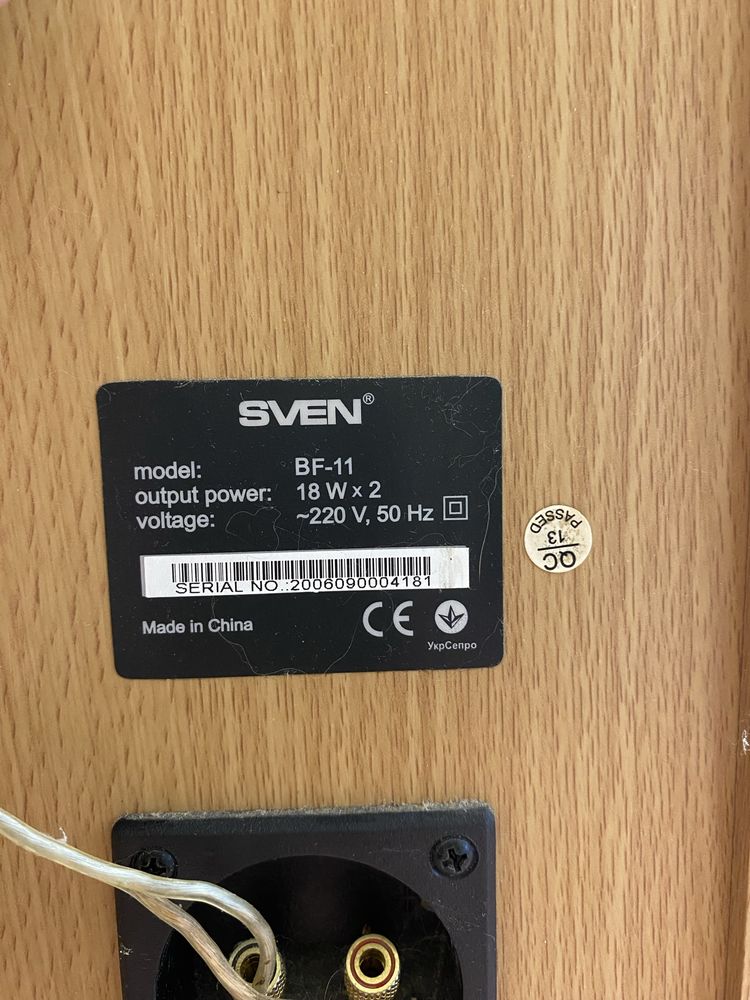 SVEN®
model: BF-11
output power: 18 W x 2
voltage: ~220 V, 50 Hz
SERIAL NO.:2006090004181
Made in China
CE
УкрСепро
QC
13
PASSED